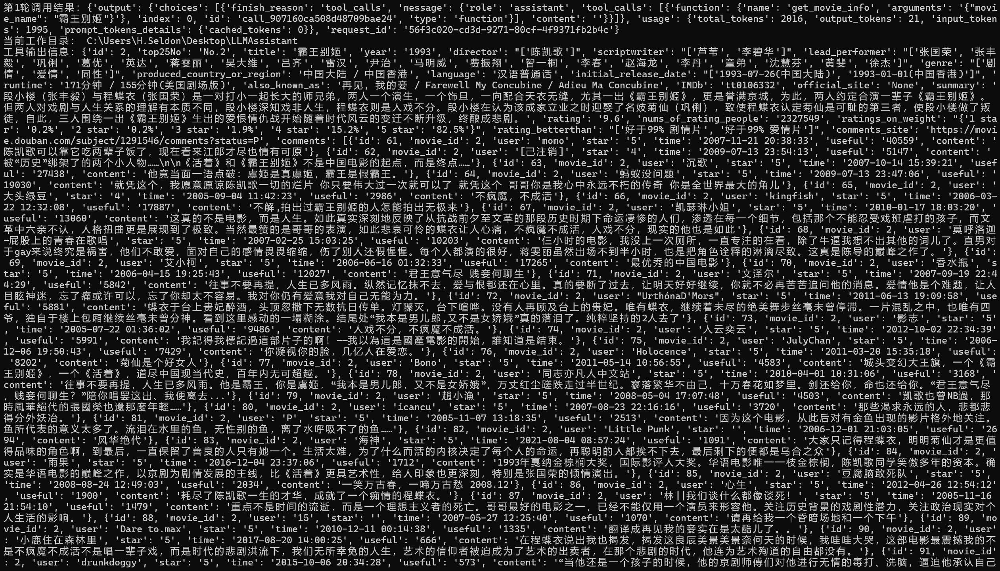 第1轮调用结果: {'output': {'choices': [{'finish_reason': 'tool_calls', 'message': {'role': 'assistant', 'tool_calls': [{'function': {'name': 'get_movie_info', 'arguments': '{"movi
e_name": "霸王别姬"}'}, 'index': 0, 'id': 'call_907160ca508d48709bae24', 'type': 'function'}], 'content': ''}}]}, 'usage': {'total_tokens': 2016, 'output_tokens': 21, 'input_token
s': 1995, 'prompt_tokens_details': {'cached_tokens': 0}}, 'request_id': '56f3c020-cd3d-9271-80cf-4f9371fb2b4c'}
当前工作目录:  C:\Users\H.Seldon\Desktop\LLMAssistant
工具输出信息: {'id': 2, 'top25No': 'No.2', 'title': '霸王别姬', 'year': '1993', 'director': "['陈凯歌']", 'scriptwriter': "['芦苇', '李碧华']", 'lead_performer': "['张国荣', '张丰
毅', '巩俐', '葛优', '英达', '蒋雯丽', '吴大维', '吕齐', '雷汉', '尹治', '马明威', '费振翔', '智一桐', '李春', '赵海龙', '李丹', '童弟', '沈慧芬', '黄斐', '徐杰']", 'genre': "['剧
情', '爱情', '同性']", 'produced_country_or_region': '中国大陆 / 中国香港', 'language': '汉语普通话', 'initial_release_date': "['1993-07-26(中国大陆)', '1993-01-01(中国香港)']", '
runtime': '171分钟 / 155分钟(美国剧场版)', 'also_known_as': '再见，我的妾 / Farewell My Concubine / Adieu Ma Concubine', 'IMDb': 'tt0106332', 'official_site': 'None', 'summary': '
段小楼（张丰毅）与程蝶衣（张国荣）是一对打小一起长大的师兄弟，两人一个演生，一个饰旦，一向配合天衣无缝，尤其一出《霸王别姬》，更是誉满京城，为此，两人约定合演一辈子《霸王别姬》。
但两人对戏剧与人生关系的理解有本质不同，段小楼深知戏非人生，程蝶衣则是人戏不分。段小楼在认为该成家立业之时迎娶了名妓菊仙（巩俐），致使程蝶衣认定菊仙是可耻的第三者，使段小楼做了叛
徒，自此，三人围绕一出《霸王别姬》生出的爱恨情仇战开始随着时代风云的变迁不断升级，终酿成悲剧。', 'rating': '9.6', 'nums_of_rating_people': '2327549', 'ratings_on_weight': "{'1 sta
r': '0.2%', '2 star': '0.2%', '3 star': '1.9%', '4 star': '15.2%', '5 star': '82.5%'}", 'rating_betterthan': "['好于99% 剧情片', '好于99% 爱情片']", 'comments_site': 'https://movi
e.douban.com/subject/1291546/comments?status=P', 'comments': [{'id': 61, 'movie_id': 2, 'user': 'momo', 'star': '5', 'time': '2007-11-21 20:38:33', 'useful': '40559', 'content': '
陈凯歌可以靠它吃两辈子饭了，现在看来江郎才尽也情有可原'}, {'id': 62, 'movie_id': 2, 'user': '[己注销]', 'star': '4', 'time': '2009-07-13 23:54:13', 'useful': '5147', 'content': '
被“历史”绑架了的两个小人物……\n\n《活着》和《霸王别姬》不是中国电影的起点，而是终点……'}, {'id': 63, 'movie_id': 2, 'user': '沉歌', 'star': '5', 'time': '2007-10-14 15:39:21', 'usef
ul': '27438', 'content': '他竟当面一语点破：虞姬是真虞姬，霸王是假霸王。'}, {'id': 64, 'movie_id': 2, 'user': '蚂蚁没问题', 'star': '5', 'time': '2009-07-13 23:47:06', 'useful': '
19030', 'content': '就凭这个，我愿意原谅陈凯歌一切的烂片 你只要伟大过一次就可以了 就凭这个 哥哥你是我心中永远不朽的传奇 你是全世界最大的角儿'}, {'id': 65, 'movie_id': 2, 'user': '
大头绿豆', 'star': '4', 'time': '2005-09-04 11:42:23', 'useful': '2986', 'content': '不疯魔，不成活'}, {'id': 66, 'movie_id': 2, 'user': 'kingfish', 'star': '5', 'time': '2006-03-
22 12:32:08', 'useful': '17887', 'content': '不解,拍出过霸王别姬的人怎能拍出无极来'}, {'id': 67, 'movie_id': 2, 'user': '凯瑟琳小姐', 'star': '5', 'time': '2010-01-17 18:03:20', '
useful': '13060', 'content': '这真的不是电影，而是人生。如此真实深刻地反映了从抗战前夕至文革的那段历史时期下命运凄惨的人们，渗透在每一个细节，包括那个不能忍受戏班虐打的孩子，而文
革中六亲不认，人格扭曲更是展现到了极致。当然最赞的是哥哥的表演，如此悲哀可怜的蝶衣让人心痛，不疯魔不成活，人戏不分，现实的他也是如此'}, {'id': 68, 'movie_id': 2, 'user': '莫呼洛迦
-屁股上的青春在歌唱', 'star': '5', 'time': '2007-02-25 15:03:25', 'useful': '10203', 'content': '仨小时的电影，我没上一次厕所，一直专注的在看，除了牛逼我想不出其他的词儿了。直男对
于gay来说终究是祸害，他们不敢爱，面对自己的感情畏畏缩缩，伤了别人还假惺惺。每个人都演的很好，蒋雯丽虽然出场不到半小时，也是把角色诠释的淋漓尽致。这真是陈导的巅峰之作了。'}, {'id':
 69, 'movie_id': 2, 'user': '艾小柯', 'star': '5', 'time': '2006-06-16 01:32:33', 'useful': '17265', 'content': '最优秀的中国电影'}, {'id': 70, 'movie_id': 2, 'user': '香水瓶', 's
tar': '5', 'time': '2006-04-15 19:25:43', 'useful': '12027', 'content': '君王意气尽 贱妾何聊生'}, {'id': 71, 'movie_id': 2, 'user': '文泽尔', 'star': '5', 'time': '2007-09-19 22:4
4:29', 'useful': '5842', 'content': '往事不要再提，人生已多风雨。纵然记忆抹不去，爱与恨都还在心里。真的要断了过去，让明天好好继续，你就不必再苦苦追问他的消息。爱情他是个难题，让人
目眩神迷，忘了痛或许可以，忘了你却太不容易。我对你仍有爱意我对自己无能为力。'}, {'id': 72, 'movie_id': 2, 'user': "UrthónaD'Mors", 'star': '5', 'time': '2011-06-13 19:09:58', 'use
ful': '5881', 'content': '蝶衣于台上贵妃醉酒，头顶忽撒下无数抗日传单。灯骤灭，台下喧哗。没有人再顾及台上的贵妃。唯有蝶衣，继续着未尽的绝美舞步丝毫未曾停滞。一片混乱之中，也唯有四
爷，独自于楼上包厢继续丝毫未曾分神。看到这里感动的一塌糊涂。结尾处“我本是男儿郎,又不是女娇娥”真的落泪了。纯粹坚持的2人去了'}, {'id': 73, 'movie_id': 2, 'user': '影志', 'star': '5'
, 'time': '2005-07-22 01:36:02', 'useful': '9486', 'content': '人戏不分，不疯魔不成活。'}, {'id': 74, 'movie_id': 2, 'user': '人云奕云', 'star': '5', 'time': '2012-10-02 22:34:39'
, 'useful': '5991', 'content': '我記得我標記過這部片子的啊！——我以為這是國產電影的開始，誰知道是結束。'}, {'id': 75, 'movie_id': 2, 'user': 'JulyChan', 'star': '5', 'time': '2006-
12-06 19:50:43', 'useful': '7429', 'content': '你凝视你的脸，几亿人在爱恋。'}, {'id': 76, 'movie_id': 2, 'user': 'Holocence', 'star': '5', 'time': '2011-03-20 15:35:18', 'useful':
 '8202', 'content': '菊仙是个好女人'}, {'id': 77, 'movie_id': 2, 'user': 'Bono', 'star': '5', 'time': '2011-05-14 10:56:55', 'useful': '4583', 'content': '城头变幻大王旗，一个《霸
王别姬》，一个《活着》，道尽中国现当代史，百年内无可超越。'}, {'id': 78, 'movie_id': 2, 'user': '同志亦凡人中文站', 'star': '5', 'time': '2010-04-01 10:31:06', 'useful': '3168', '
content': '往事不要再提，人生已多风雨。他是霸王，你是虞姬，“我本是男儿郎，又不是女娇娥”，万丈红尘蹉跌走过半世纪。寥落繁华不由己，十万春花如梦里。剑还给你，命也还给你。“君王意气尽
，贱妾何聊生？”陪你唱罢这出、我便离去...'}, {'id': 79, 'movie_id': 2, 'user': '趙小漁', 'star': '5', 'time': '2008-05-04 17:07:48', 'useful': '4503', 'content': '凯歌也曾NB過，那
時風華絕代的張國榮也還那麼年輕……'}, {'id': 80, 'movie_id': 2, 'user': 'icancu', 'star': '5', 'time': '2007-08-23 22:16:16', 'useful': '3720', 'content': '那些渴求永远的人，悲都悲
得分外妖冶。'}, {'id': 81, 'movie_id': 2, 'user': 'P', 'star': '5', 'time': '2005-11-07 13:18:35', 'useful': '2513', 'content': '因为这个电影，从此后对有金鱼出现的影片格外地关注。
鱼所代表的意义太多了。流泪在水里的鱼，无性别的鱼，离了水呼吸不了的鱼……'}, {'id': 82, 'movie_id': 2, 'user': 'Little Punk', 'star': '', 'time': '2006-12-01 21:03:05', 'useful': '26
94', 'content': '风华绝代'}, {'id': 83, 'movie_id': 2, 'user': '海神', 'star': '5', 'time': '2021-08-04 08:57:24', 'useful': '1091', 'content': '大家只记得程蝶衣，明明菊仙才是更值
得品味的角色啊，到最后，一直保留了善良的人只有她一个。生活太难，为了什么而活的内核决定了每个人的命运，再聪明的人都挨不下去，最后剩下的便都是乌合之众'}, {'id': 84, 'movie_id': 2, '
user': '雨果', 'star': '5', 'time': '2016-12-04 23:37:06', 'useful': '1712', 'content': '1993年戛纳金棕榈大奖，国际影评人大奖。华语电影唯一一枝金棕榈，陈凯歌同学笑傲多年的资本。确
实是华语电影的巅峰之作，以京剧为剧情发展的主线，比《活着》更具艺术性，给人印象也更深刻，特别是张国荣的倾情演出。'}, {'id': 85, 'movie_id': 2, 'user': '豆腐脑敢死队', 'star': '5',
'time': '2008-08-24 12:49:03', 'useful': '2034', 'content': '一笑万古春，一啼万古愁 2008.12'}, {'id': 86, 'movie_id': 2, 'user': '心生', 'star': '5', 'time': '2012-04-26 12:54:12'
, 'useful': '1900', 'content': '耗尽了陈凯歌一生的才华，成就了一个痴情的程蝶衣。'}, {'id': 87, 'movie_id': 2, 'user': '林||我们谈什么都像谈死！', 'star': '5', 'time': '2005-11-16
21:54:10', 'useful': '1479', 'content': '重点不是时间的流逝，而是一个理想主义者的死亡。哥哥最好的电影之一，已经不能仅用一个演员来形容他。关注历史背景的戏剧性潜力，关注政治现实对个
人生活的影响。'}, {'id': 88, 'movie_id': 2, 'user': '15', 'star': '', 'time': '2007-05-27 12:25:40', 'useful': '1070', 'content': '请再给我一个昏暗场地和一个下午'}, {'id': 89, 'mo
vie_id': 2, 'user': 'Dare to.max', 'star': '5', 'time': '2010-12-11 00:14:38', 'useful': '1335', 'content': '翻译成再见我的妾实在是太酷儿了。。'}, {'id': 90, 'movie_id': 2, 'user'
: '小鹿住在森林里', 'star': '5', 'time': '2017-08-20 14:00:25', 'useful': '666', 'content': '在程蝶衣说出我也揭发，揭发这良辰美景美景奈何天的时候，我哇哇大哭，这部电影最震撼我的不
是不疯魔不成活不是唱一辈子戏，而是时代的悲剧洪流下，我们无所幸免的人生，艺术的信仰者被迫成为了艺术的出卖者，在那个悲剧的时代，他连为艺术殉道的自由都没有。'}, {'id': 91, 'movie_id'
: 2, 'user': 'drunkdoggy', 'star': '5', 'time': '2015-10-06 20:34:28', 'useful': '573', 'content': '“当他还是一个孩子的时候，他的京剧师傅们对他进行无情的毒打、洗脑，逼迫他承认自己